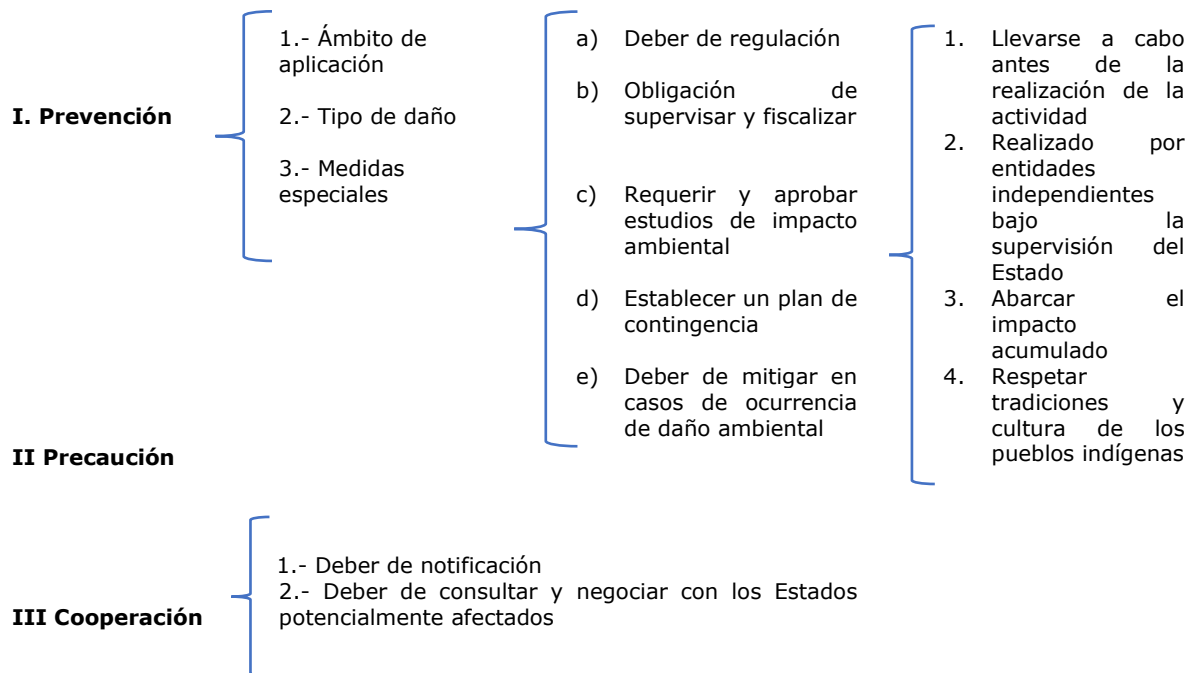 I. Prevención
1.- Ámbito de
aplicación
2.- Tipo de daño
3.- Medidas
especiales
a) Deber de regulación
b) Obligación de
supervisar y fiscalizar
c) Requerir y aprobar
estudios de impacto
ambiental
d) Establecer un plan de
contingencia
e) Deber de mitigar en
casos de ocurrencia
de daño ambiental
1. Llevarse a cabo
antes de la
realización de la
actividad
2. Realizado por
entidades
independientes
bajo la
supervisión del
Estado
3. Abarcar el
impacto
acumulado
4. Respetar
tradiciones y
cultura de los
pueblos indígenas
II Precaución
III Cooperación
1.- Deber de notificación
2.- Deber de consultar y negociar con los Estados
potencialmente afectados